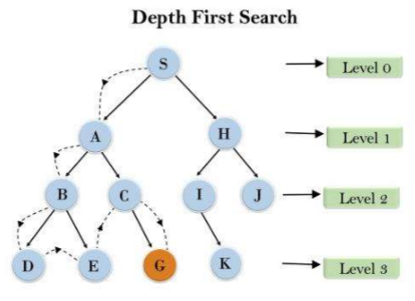 Depth First Search
S
Level 0
A
H
Level 1
B
C
I
J
Level 2
D
E
G
K
Level 3